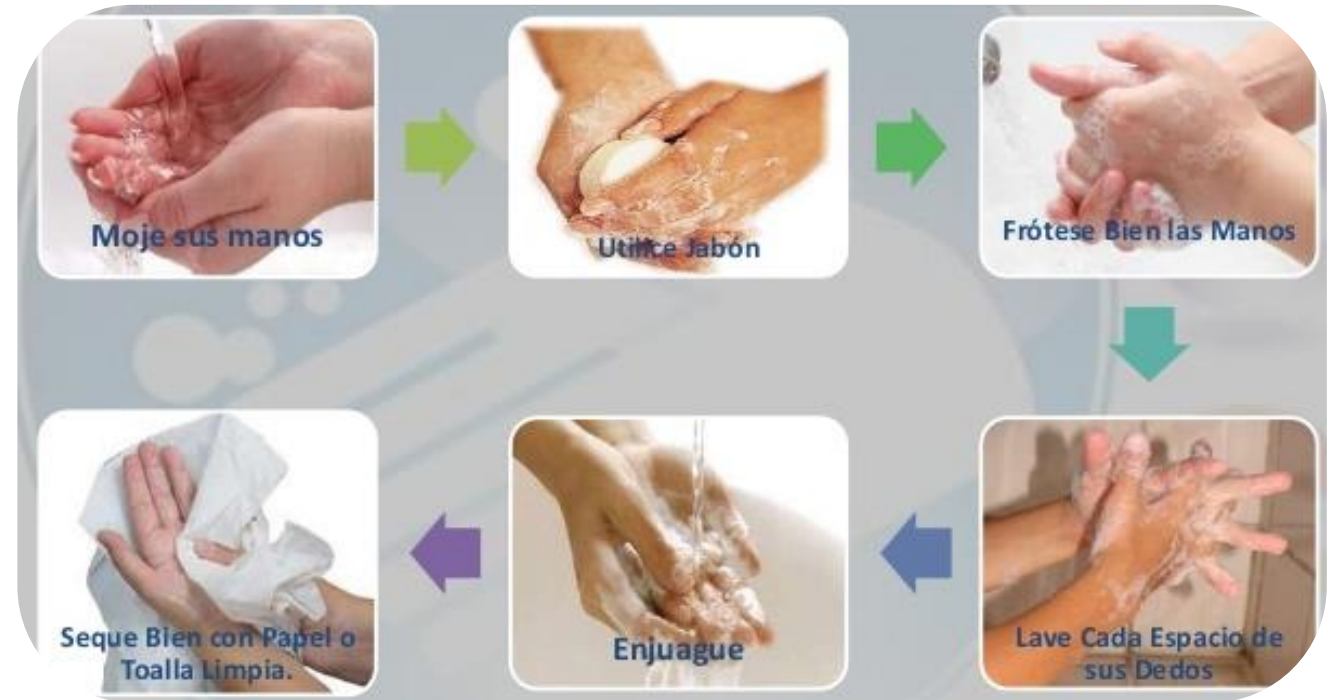 Moje sus manos
Utilice Jabón
Frótese Bien las Manos
Lave Cada Espacio de
sus Dedos
Enjuague
Seque Bien con Papel o
Toalla Limpia.